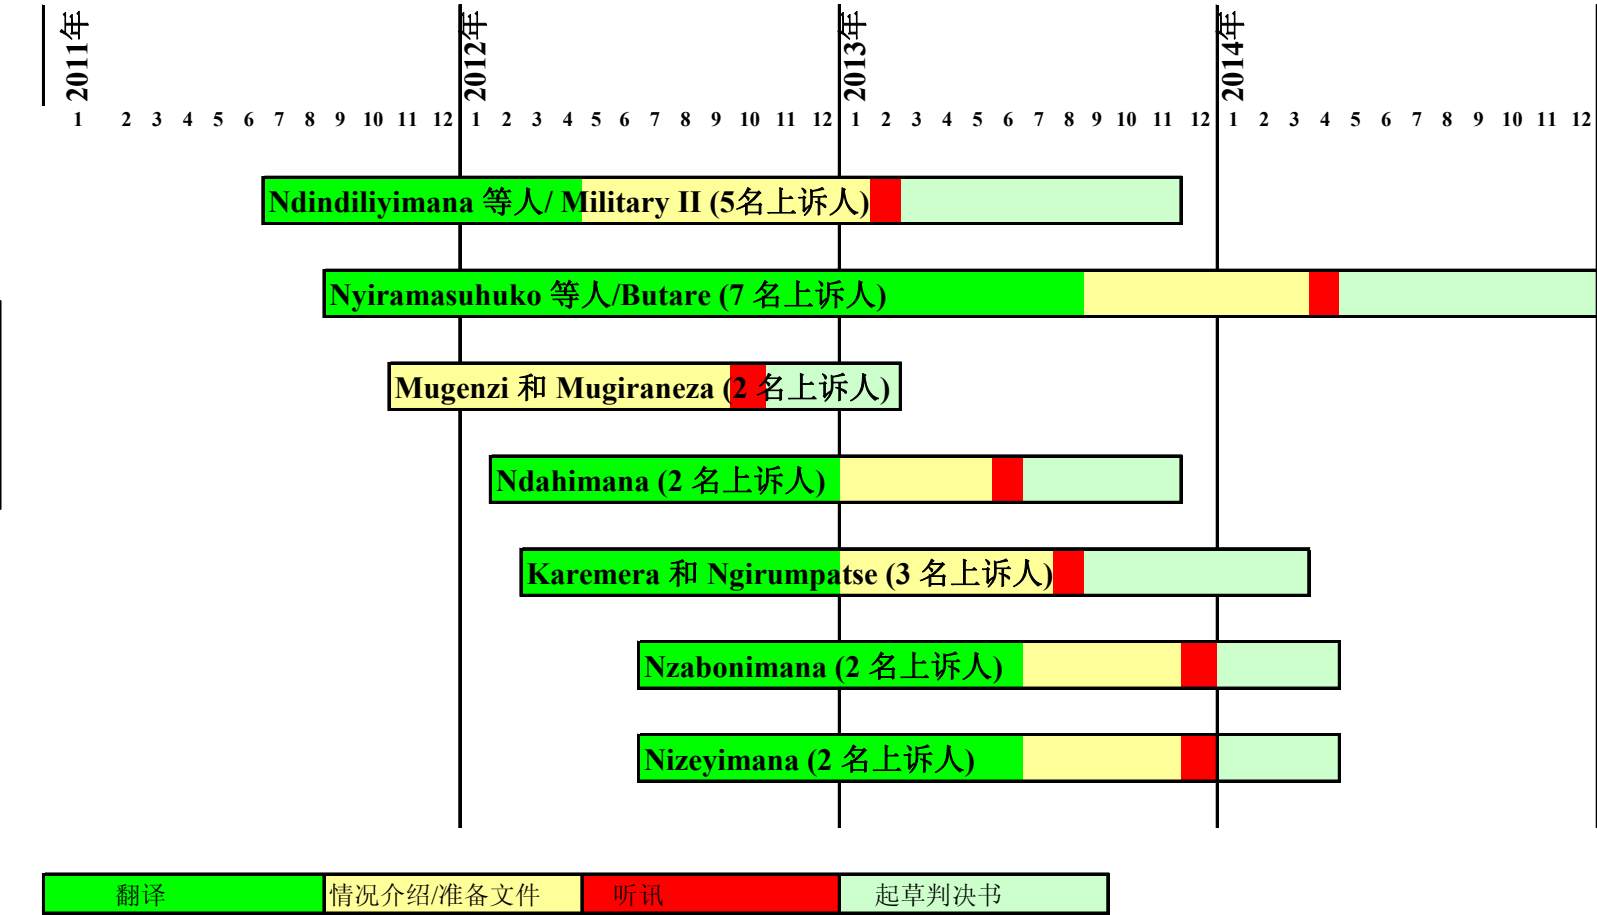 2011年 2012年 2013年 2014年
1 2 3 4 5 6 7 8 9 10 11 12 1 2 3 4 5 6 7 8 9 10 11 12 1 2 3 4 5 6 7 8 9 10 11 12 1 2 3 4 5 6 7 8 9 10 11 12
Ndindiliyimana 等人/ Military II (5名上诉人)
Nyiramasuhuko 等人/Butare (7 名上诉人)
Mugenzi 和 Mugiraneza (2 名上诉人)
Ndahimana (2 名上诉人)
Karemera 和 Ngirumpatse (3 名上诉人)
Nzabonimana (2 名上诉人)
Nizeyimana (2 名上诉人)
翻译 情况介绍/准备文件 听讯 起草判决书